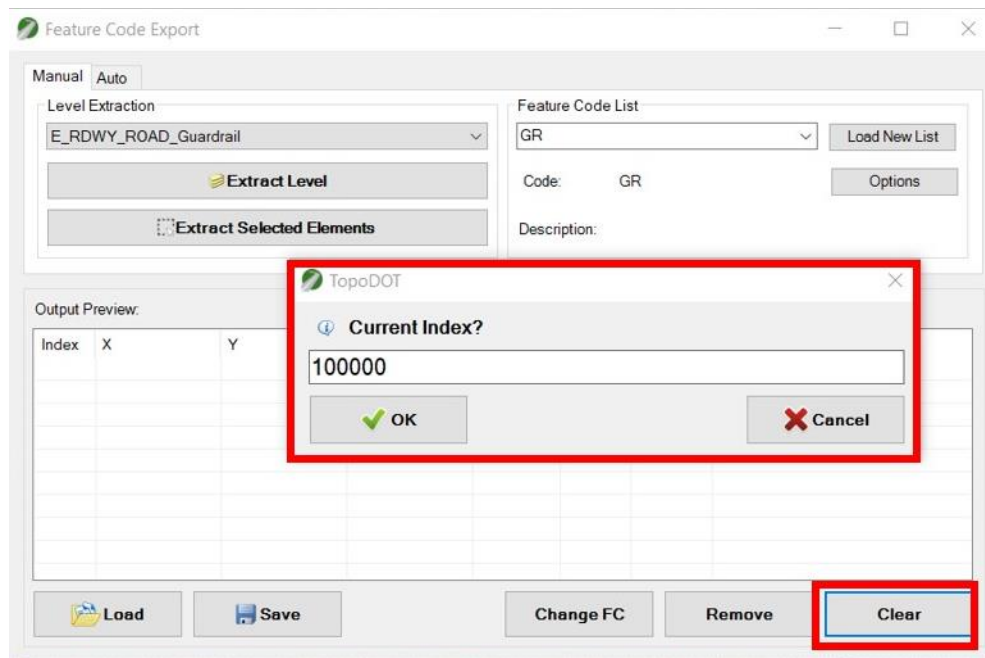 Feature Code Export
Manual Auto
Level Extraction
E_RDWY_ROAD_Guardrail
Extract Level
Extract Selected Elements
Feature Code List
GR
Load New List
Code: GR
Options
Description:
TopoDOT
Current Index?
100000
OK
Cancel
Output Preview:
Index X Y
Load
Save
Change FC
Remove
Clear